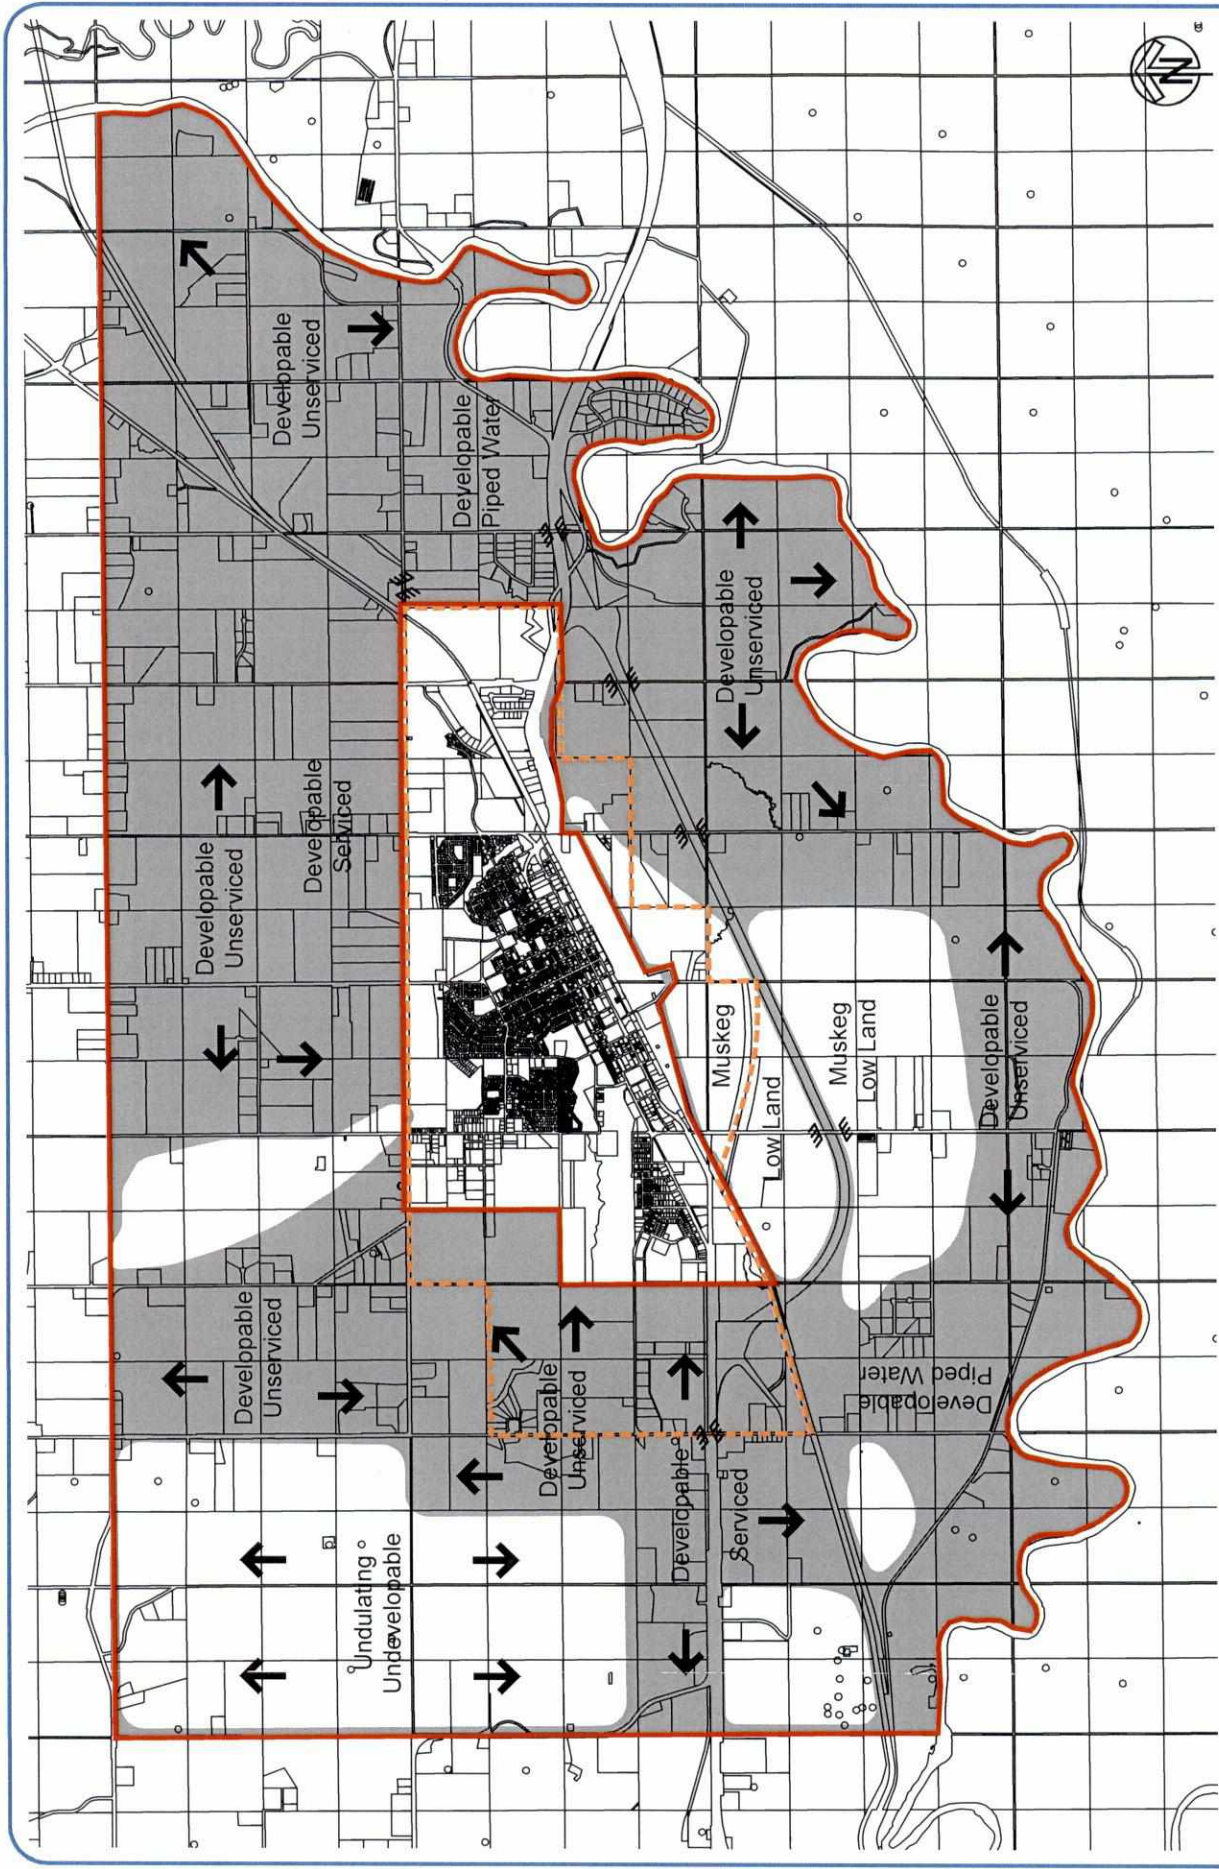 N
Developable
Unserviced
Developable
Piped Water
Developable
Unserviced
Developable
Serviced
Developable
Unserviced
Muskeg
Low Land
Muskeg
Low Land
Developable
Unserviced
Developable
Unserviced
Developable
Unserviced
Developable
Piped Water
Developable
Serviced
Undulating
Undevelopable